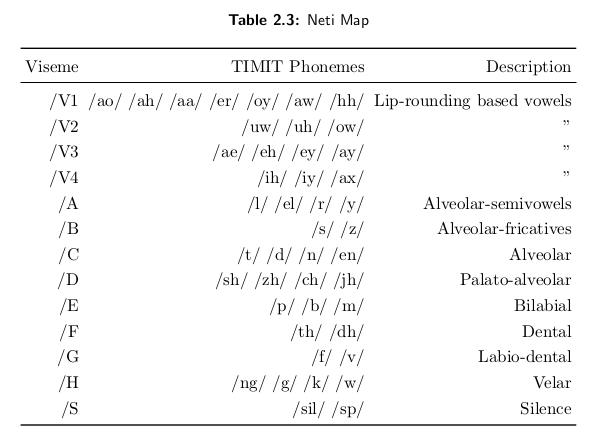 Table 2.3: Neti Map
Viseme TIMIT Phonemes Description
/V1 /ao/ /ah/ /aa/ /er/ /oy/ /aw/ /hh/ Lip-rounding based vowels
/V2 /uw/ /uh/ /ow/ ”
/V3 /ae/ /eh/ /ey/ /ay/ ”
/V4 /ih/ /iy/ /ax/ ”
/A /l/ /el/ /r/ /y/ Alveolar-semivowels
/B /s/ /z/ Alveolar-fricatives
/C /t/ /d/ /n/ /en/ Alveolar
/D /sh/ /zh/ /ch/ /jh/ Palato-alveolar
/E /p/ /b/ /m/ Bilabial
/F /th/ /dh/ Dental
/G /f/ /v/ Labio-dental
/H /ng/ /g/ /k/ /w/ Velar
/S /sil/ /sp/ Silence